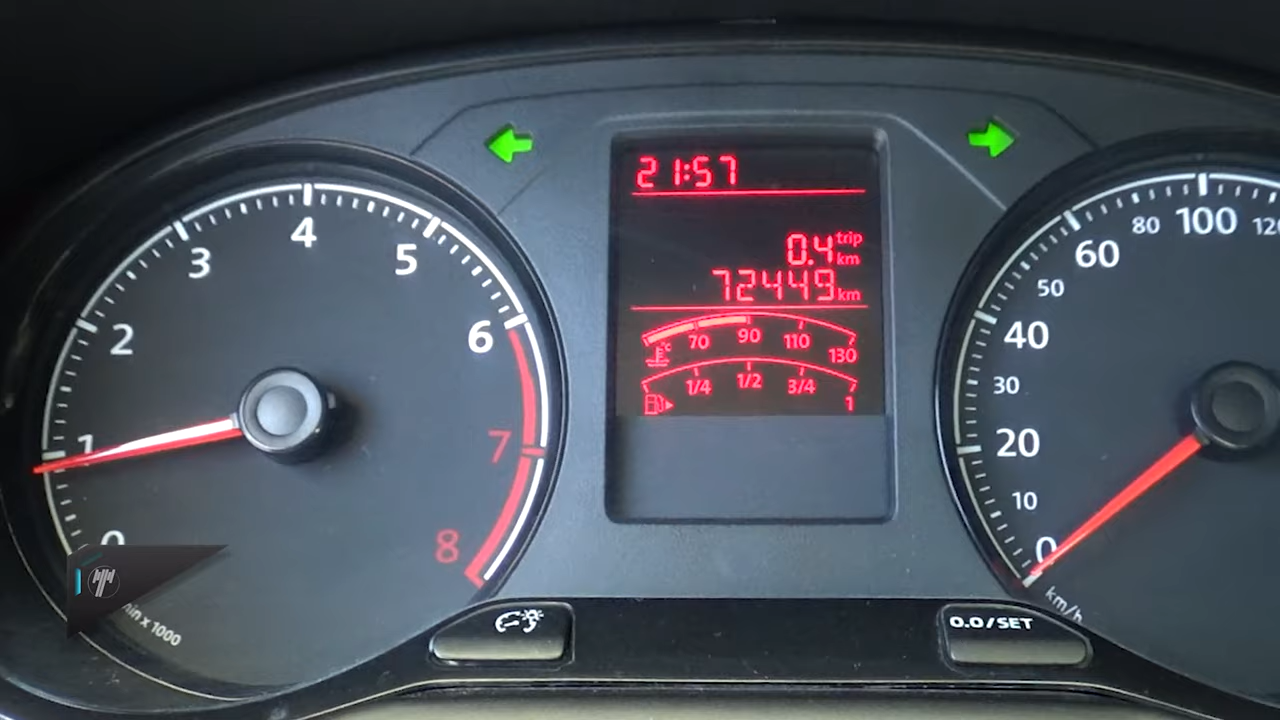 21:57
0.4 trip km
72449 km
70 90 110 130
°C
1/4 1/2 3/4 1
0 1 2 3 4 5 6 7 8
min x 1000
0 10 20 30 40 50 60 80 100 120
km/h
0.0/SET